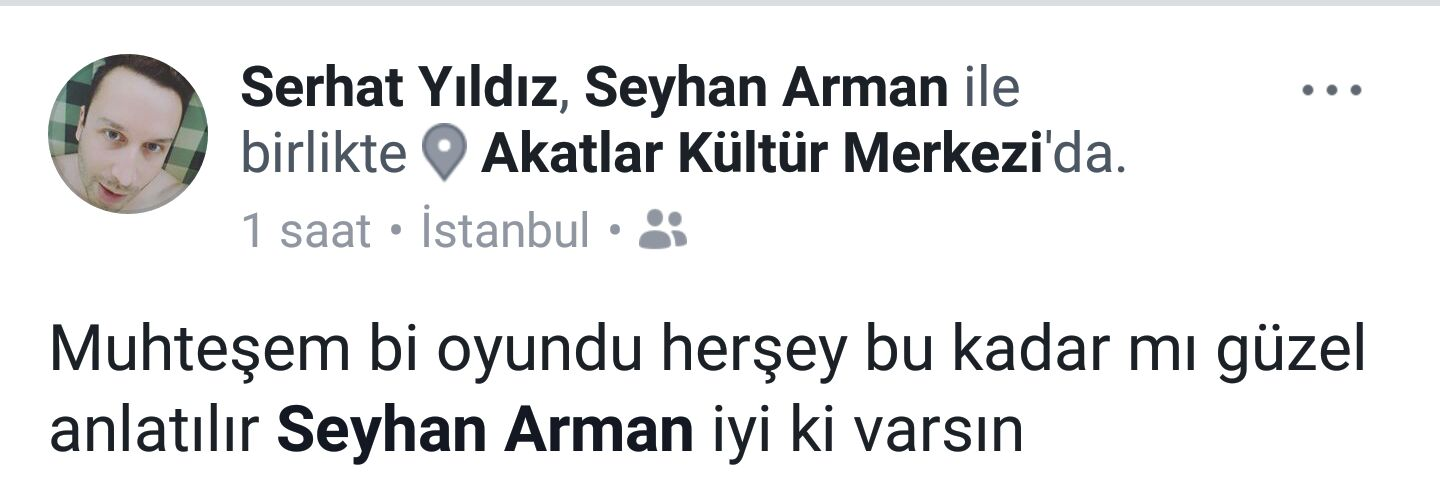 Serhat Yıldız, Seyhan Arman ile
birlikte Akatlar Kültür Merkezi'da.
1 saat • İstanbul •
Muhteşem bi oyundu herşey bu kadar mı güzel
anlatılır Seyhan Arman iyi ki varsın